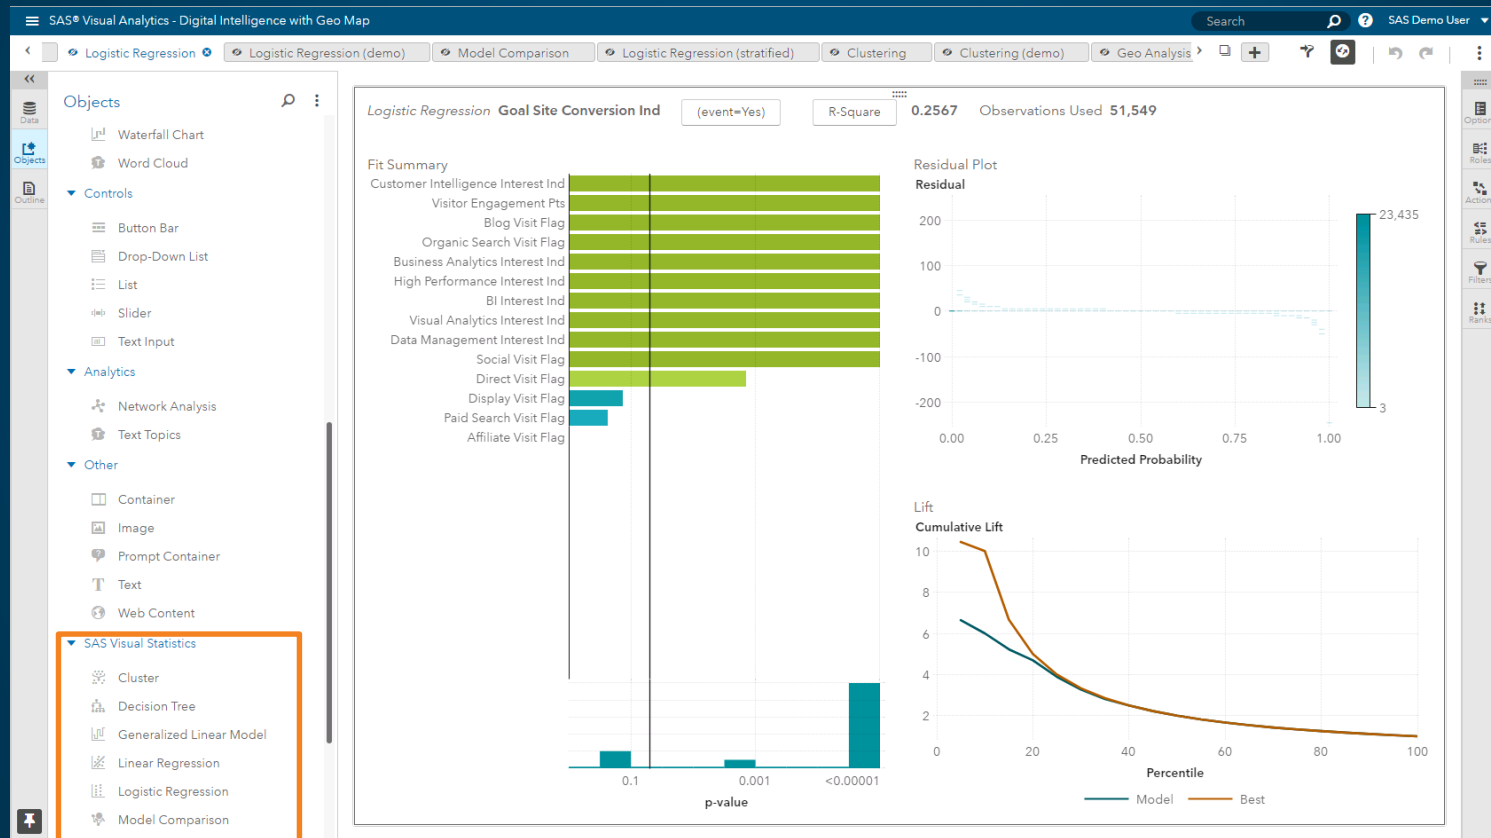 SAS® Visual Analytics - Digital Intelligence with Geo Map
Search
SAS Demo User
Logistic Regression
Logistic Regression (demo)
Model Comparison
Logistic Regression (stratified)
Clustering
Clustering (demo)
Geo Analysis
Data
Objects
Outline
Objects
Waterfall Chart
Word Cloud
Controls
Button Bar
Drop-Down List
List
Slider
Text Input
Analytics
Network Analysis
Text Topics
Other
Container
Image
Prompt Container
Text
Web Content
SAS Visual Statistics
Cluster
Decision Tree
Generalized Linear Model
Linear Regression
Logistic Regression
Model Comparison
Logistic Regression Goal Site Conversion Ind (event=Yes) R-Square 0.2567 Observations Used 51,549
Fit Summary
Customer Intelligence Interest Ind
Visitor Engagement Pts
Blog Visit Flag
Organic Search Visit Flag
Business Analytics Interest Ind
High Performance Interest Ind
BI Interest Ind
Visual Analytics Interest Ind
Data Management Interest Ind
Social Visit Flag
Direct Visit Flag
Display Visit Flag
Paid Search Visit Flag
Affiliate Visit Flag
0.1 0.001 <0.00001
p-value
Residual Plot
Residual
200
100
0
-100
-200
0.00 0.25 0.50 0.75 1.00
Predicted Probability
23,435
3
Lift
Cumulative Lift
10
8
6
4
2
0 20 40 60 80 100
Percentile
Model Best
Option
Roles
Action
Rules
Filters
Ranks